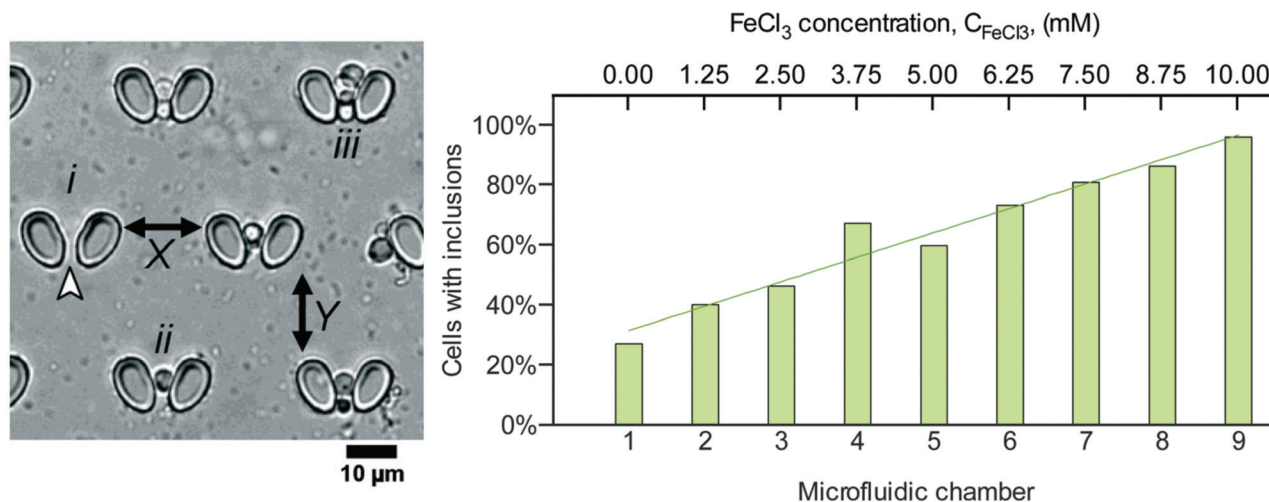 i
ii
iii
X
Y
10 µm
FeCl₃ concentration, C_FeCl3, (mM)
0.00 1.25 2.50 3.75 5.00 6.25 7.50 8.75 10.00
Cells with inclusions
100%
80%
60%
40%
20%
0%
1 2 3 4 5 6 7 8 9
Microfluidic chamber